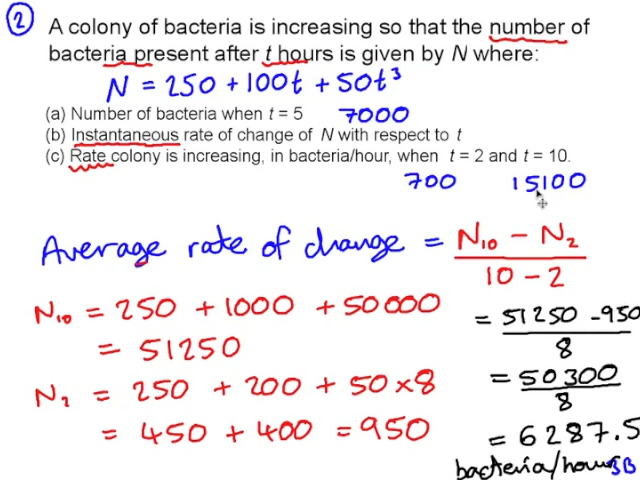 2 A colony of bacteria is increasing so that the number of
bacteria present after t hours is given by N where:
N = 250 + 100t + 50t³
(a) Number of bacteria when t = 5 7000
(b) Instantaneous rate of change of N with respect to t
(c) Rate colony is increasing, in bacteria/hour, when t = 2 and t = 10.
700 15100
Average rate of change = N₁₀ - N₂ / 10 - 2
N₁₀ = 250 + 1000 + 50000
= 51250
N₂ = 250 + 200 + 50 × 8
= 450 + 400 = 950
= 51250 - 950 / 8
= 50300 / 8
= 6287.5
bacteria/hour